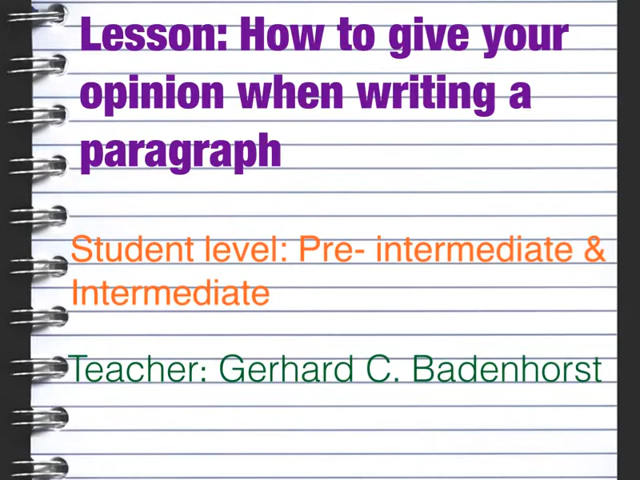 Lesson: How to give your
opinion when writing a
paragraph
Student level: Pre- intermediate &
Intermediate
Teacher: Gerhard C. Badenhorst